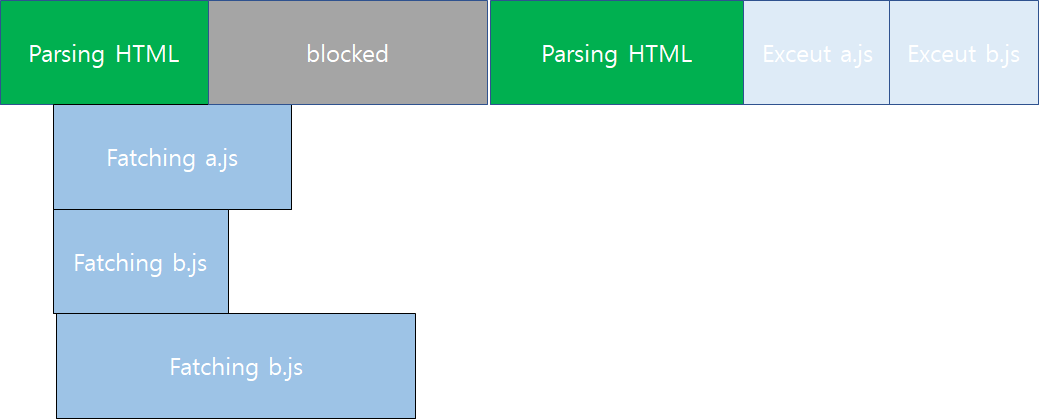 Parsing HTML
blocked
Parsing HTML
Exceut a.js
Exceut b.js
Fatching a.js
Fatching b.js
Fatching b.js